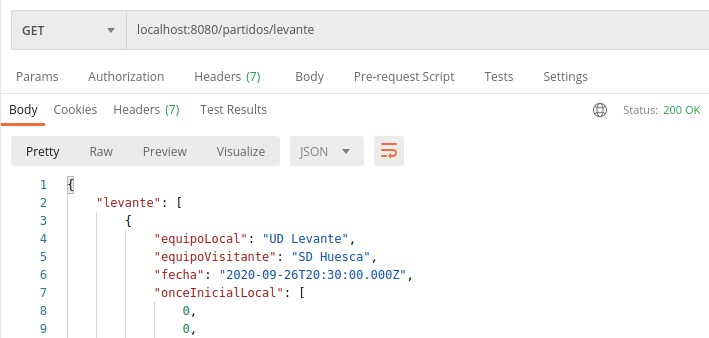 GET localhost:8080/partidos/levante
Params Authorization Headers (7) Body Pre-request Script Tests Settings
Body Cookies Headers (7) Test Results Status: 200 OK
Pretty Raw Preview Visualize JSON
1 {
2 "levante": [
3 {
4 "equipoLocal": "UD Levante",
5 "equipoVisitante": "SD Huesca",
6 "fecha": "2020-09-26T20:30:00.000Z",
7 "onceInicialLocal": [
8 0,
9 0,